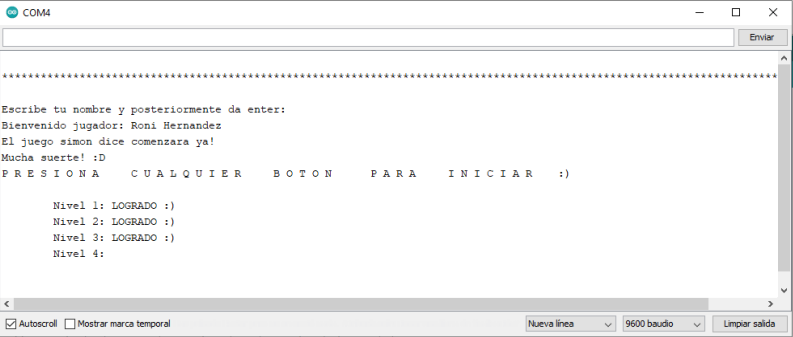 COM4
Enviar
************************************************************************************************************************
Escribe tu nombre y posteriormente da enter:
Bienvenido jugador: Roni Hernandez
El juego simon dice comenzara ya!
Mucha suerte! :D
P R E S I O N A     C U A L Q U I E R     B O T O N     P A R A     I N I C I A R   :)
Nivel 1: LOGRADO :)
Nivel 2: LOGRADO :)
Nivel 3: LOGRADO :)
Nivel 4:
Autoscroll Mostrar marca temporal Nueva línea 9600 baudio Limpiar salida